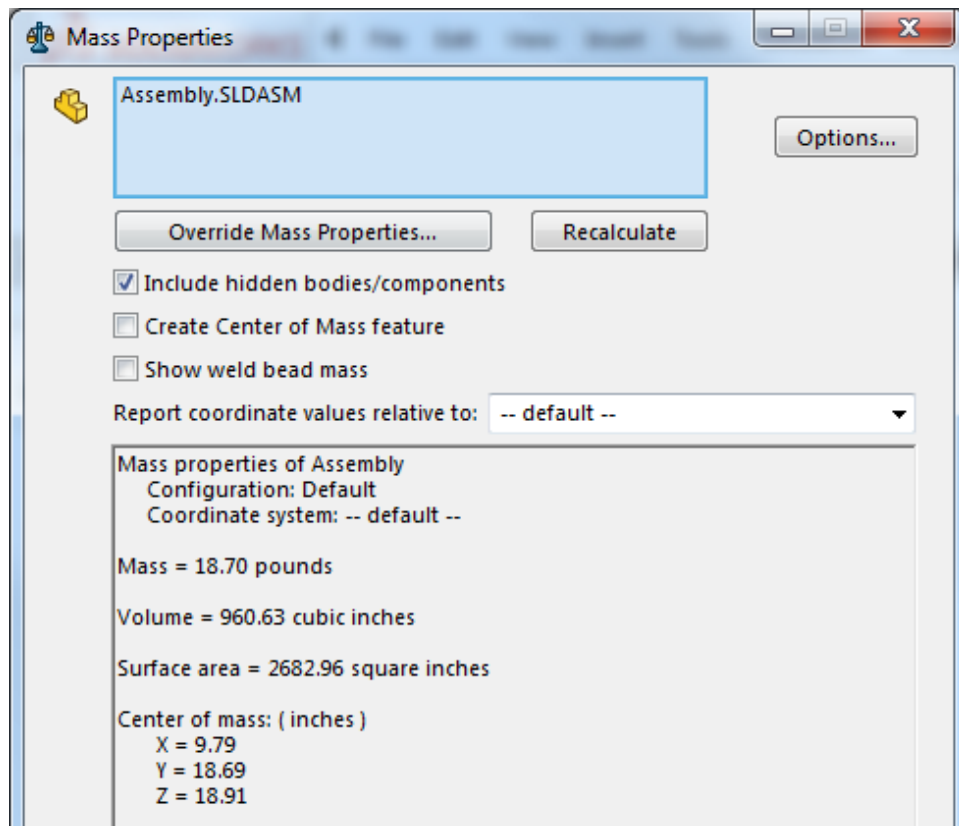 Mass Properties
Assembly.SLDASM
Options...
Override Mass Properties...
Recalculate
Include hidden bodies/components
Create Center of Mass feature
Show weld bead mass
Report coordinate values relative to:
-- default --
Mass properties of Assembly
Configuration: Default
Coordinate system: -- default --
Mass = 18.70 pounds
Volume = 960.63 cubic inches
Surface area = 2682.96 square inches
Center of mass: ( inches )
X = 9.79
Y = 18.69
Z = 18.91